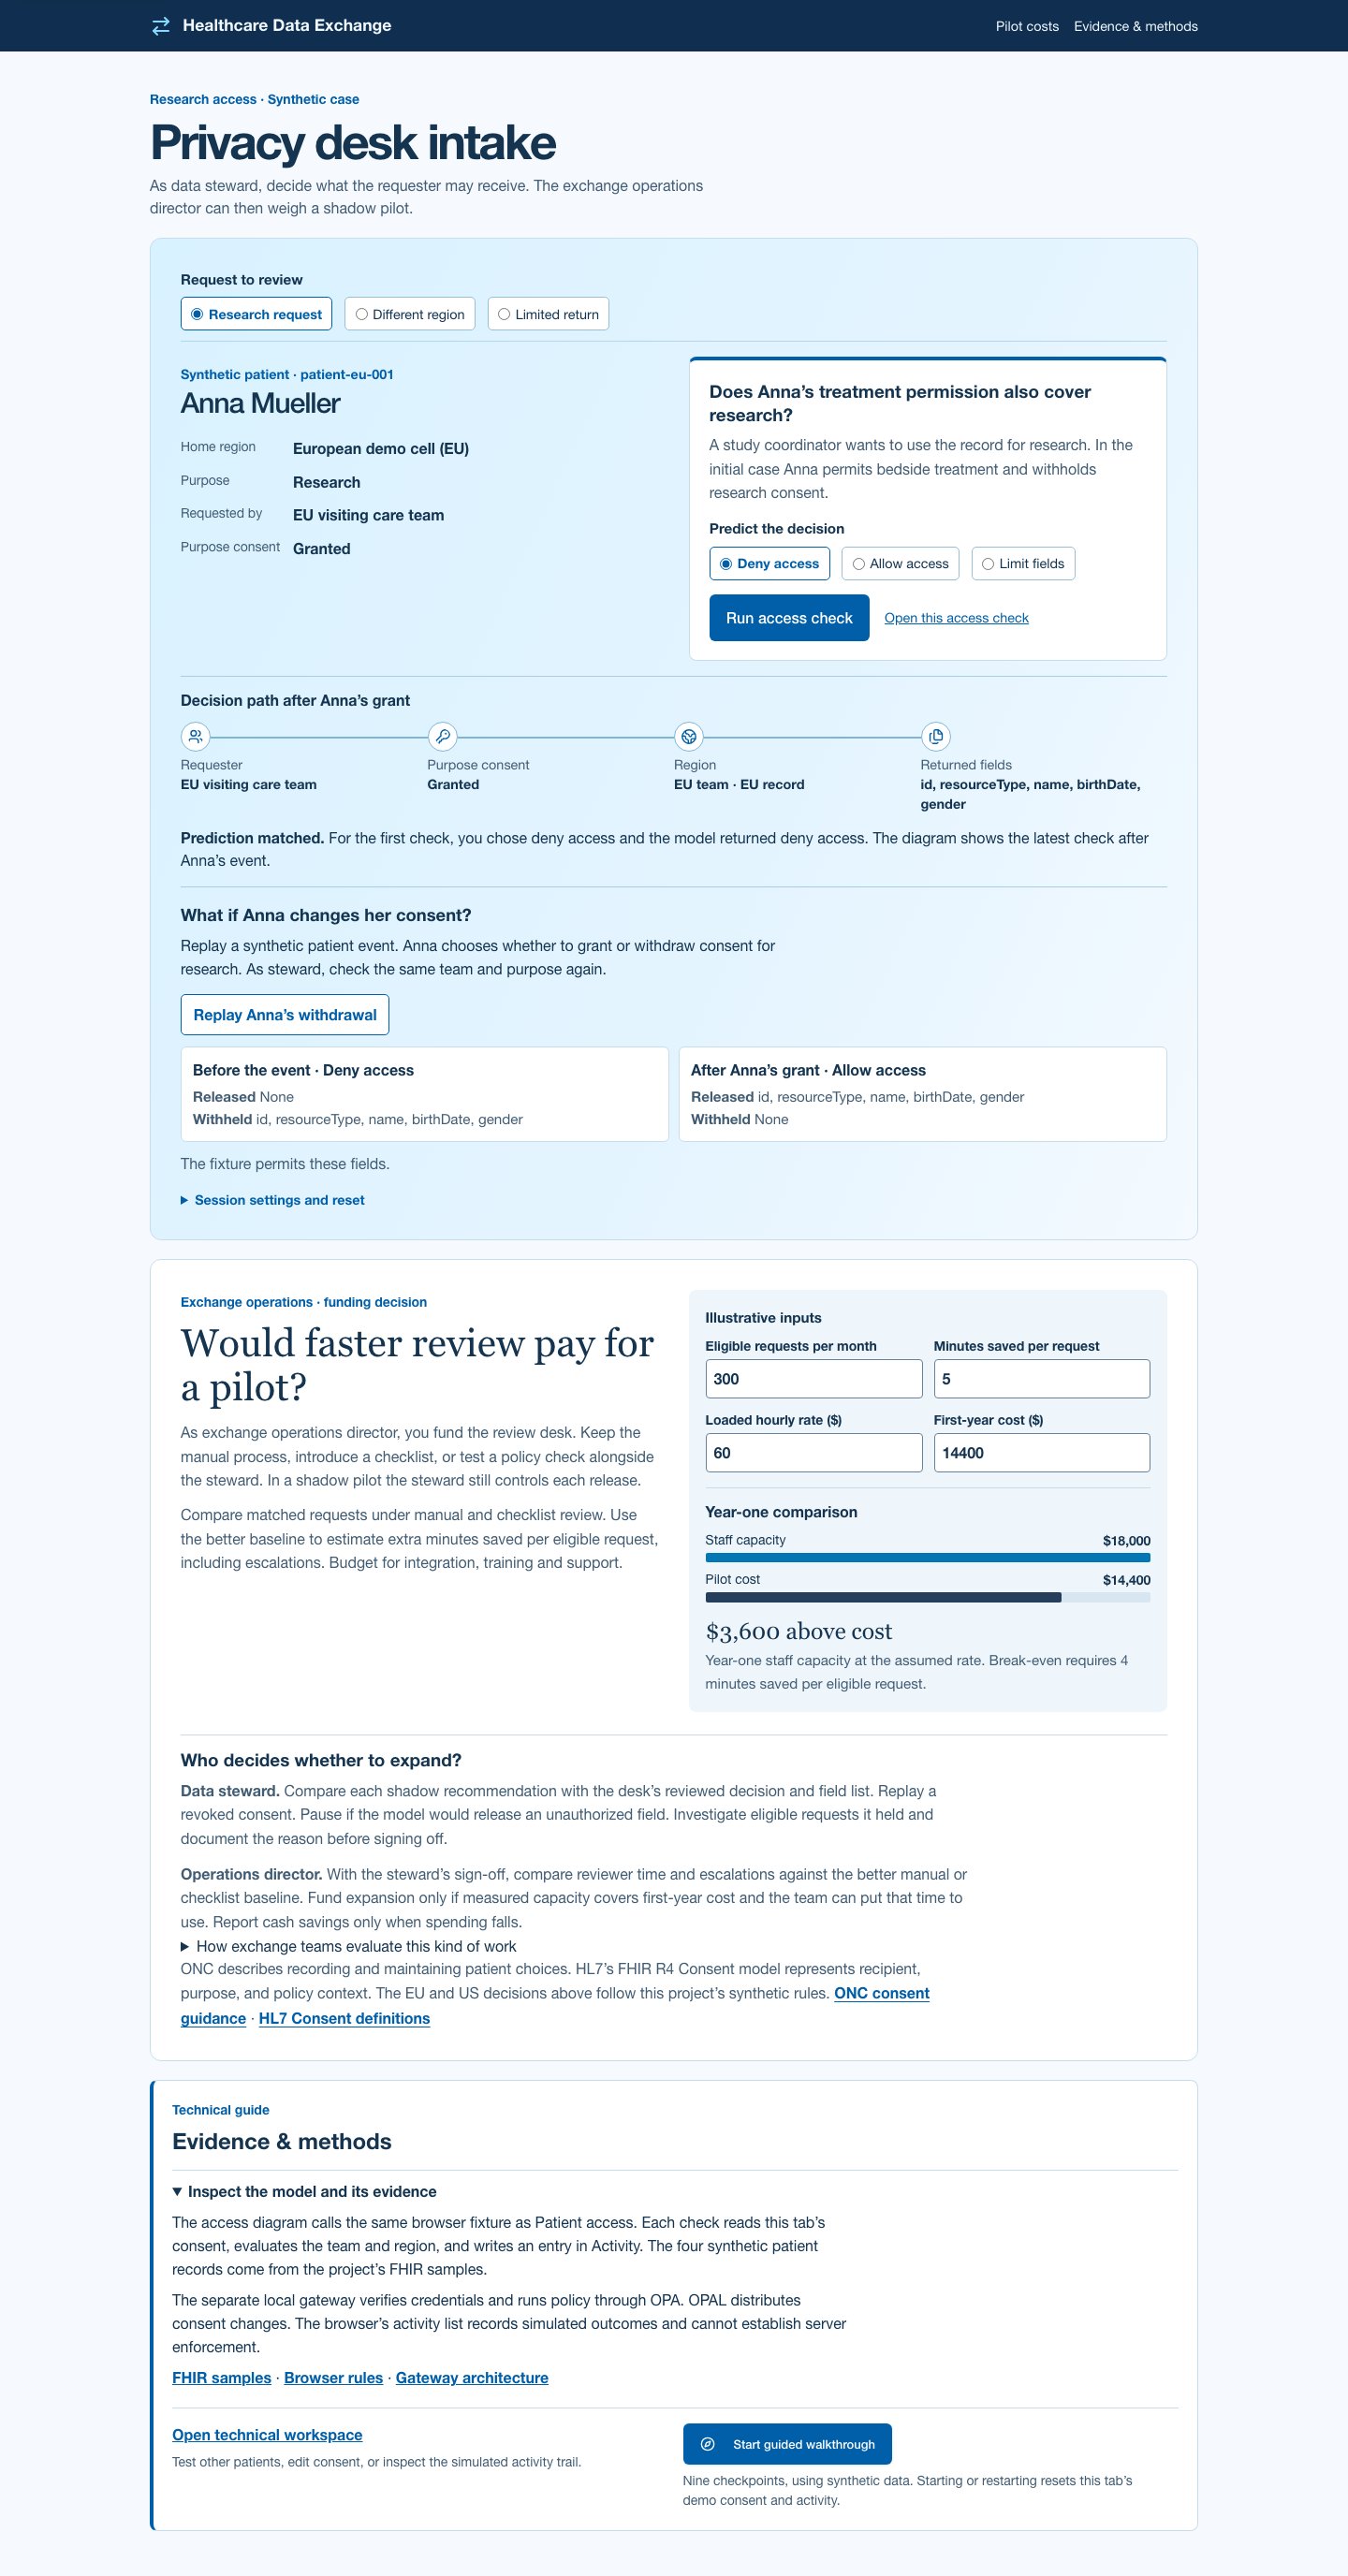 Healthcare Data Exchange
Pilot costs
Evidence & methods
Research access · Synthetic case
Privacy desk intake
As data steward, decide what the requester may receive. The exchange operations
director can then weigh a shadow pilot.
Request to review
Research request
Different region
Limited return
Synthetic patient · patient-eu-001
Anna Mueller
Home region European demo cell (EU)
Purpose Research
Requested by EU visiting care team
Purpose consent Granted
Does Anna’s treatment permission also cover
research?
A study coordinator wants to use the record for research. In the
initial case Anna permits bedside treatment and withholds
research consent.
Predict the decision
Deny access
Allow access
Limit fields
Run access check
Open this access check
Decision path after Anna’s grant
Requester
EU visiting care team
Purpose consent
Granted
Region
EU team · EU record
Returned fields
id, resourceType, name, birthDate,
gender
Prediction matched. For the first check, you chose deny access and the model returned deny access. The diagram shows the latest check after
Anna’s event.
What if Anna changes her consent?
Replay a synthetic patient event. Anna chooses whether to grant or withdraw consent for
research. As steward, check the same team and purpose again.
Replay Anna’s withdrawal
Before the event · Deny access
Released None
Withheld id, resourceType, name, birthDate, gender
After Anna’s grant · Allow access
Released id, resourceType, name, birthDate, gender
Withheld None
The fixture permits these fields.
Session settings and reset
Exchange operations · funding decision
Would faster review pay for
a pilot?
As exchange operations director, you fund the review desk. Keep the
manual process, introduce a checklist, or test a policy check alongside
the steward. In a shadow pilot the steward still controls each release.
Compare matched requests under manual and checklist review. Use
the better baseline to estimate extra minutes saved per eligible request,
including escalations. Budget for integration, training and support.
Illustrative inputs
Eligible requests per month
300
Minutes saved per request
5
Loaded hourly rate ($)
60
First-year cost ($)
14400
Year-one comparison
Staff capacity $18,000
Pilot cost $14,400
$3,600 above cost
Year-one staff capacity at the assumed rate. Break-even requires 4
minutes saved per eligible request.
Who decides whether to expand?
Data steward. Compare each shadow recommendation with the desk’s reviewed decision and field list. Replay a
revoked consent. Pause if the model would release an unauthorized field. Investigate eligible requests it held and
document the reason before signing off.
Operations director. With the steward’s sign-off, compare reviewer time and escalations against the better manual or
checklist baseline. Fund expansion only if measured capacity covers first-year cost and the team can put that time to
use. Report cash savings only when spending falls.
How exchange teams evaluate this kind of work
ONC describes recording and maintaining patient choices. HL7’s FHIR R4 Consent model represents recipient,
purpose, and policy context. The EU and US decisions above follow this project’s synthetic rules. ONC consent
guidance · HL7 Consent definitions
Technical guide
Evidence & methods
Inspect the model and its evidence
The access diagram calls the same browser fixture as Patient access. Each check reads this tab’s
consent, evaluates the team and region, and writes an entry in Activity. The four synthetic patient
records come from the project’s FHIR samples.
The separate local gateway verifies credentials and runs policy through OPA. OPAL distributes
consent changes. The browser’s activity list records simulated outcomes and cannot establish server
enforcement.
FHIR samples · Browser rules · Gateway architecture
Open technical workspace
Test other patients, edit consent, or inspect the simulated activity trail.
Start guided walkthrough
Nine checkpoints, using synthetic data. Starting or restarting resets this tab’s
demo consent and activity.